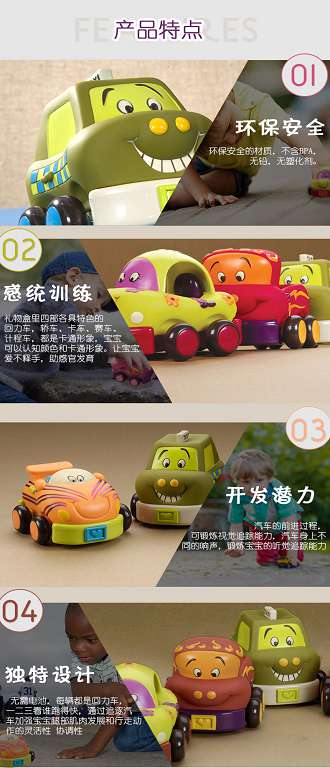 FEATURES
产品特点
01
环保安全
环保安全的材质，不含BPA，
无铅，无塑化剂。
02
感统训练
礼物盒里四部各具特色的
回力车，轿车、卡车、赛车、
计程车，都是卡通形象，宝宝
可以认知颜色和卡通形象。让宝宝
爱不释手，助感官发育
03
开发潜力
汽车的前进过程，
可锻炼视觉追踪能力，汽车身上不
同的响声，锻炼宝宝的听觉追踪能力
04
独特设计
无需电池，每辆都是回力车，
一二三看谁跑得快，通过追逐汽
车加强宝宝腿部肌肉发展和行走动
作的灵活性 协调性